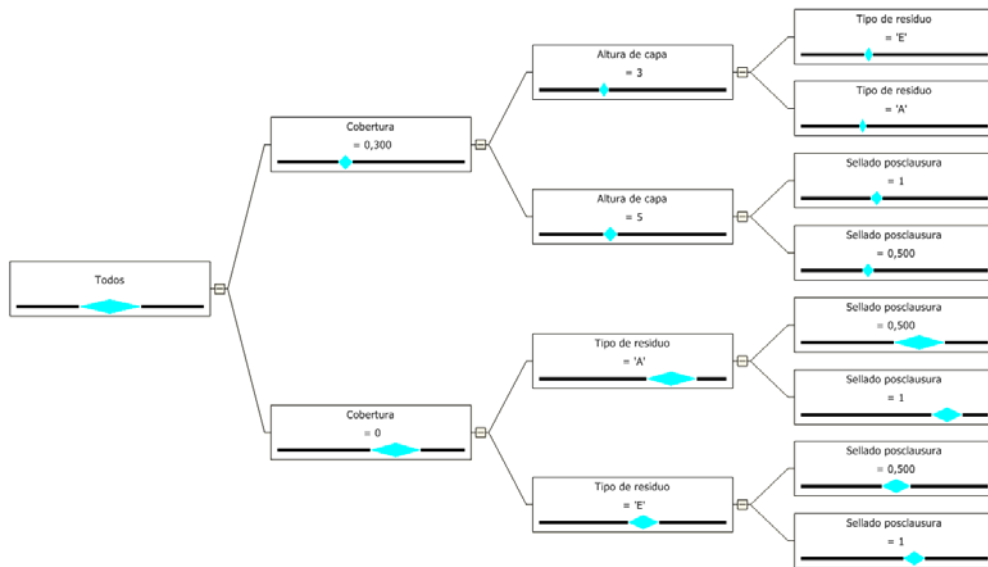 Todos
Cobertura
= 0,300
Cobertura
= 0
Altura de capa
= 3
Altura de capa
= 5
Tipo de residuo
= 'A'
Tipo de residuo
= 'E'
Tipo de residuo
= 'E'
Tipo de residuo
= 'A'
Sellado posclausura
= 1
Sellado posclausura
= 0,500
Sellado posclausura
= 0,500
Sellado posclausura
= 1
Sellado posclausura
= 0,500
Sellado posclausura
= 1